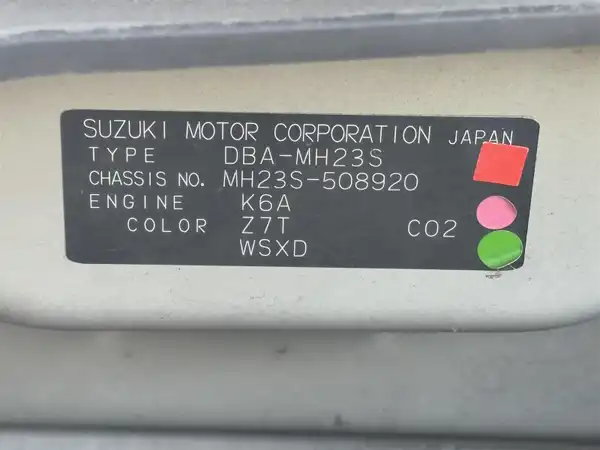 SUZUKI MOTOR CORPORATION JAPAN
TYPE DBA-MH23S
CHASSIS NO. MH23S-508920
ENGINE K6A
COLOR Z7T C02
WSXD